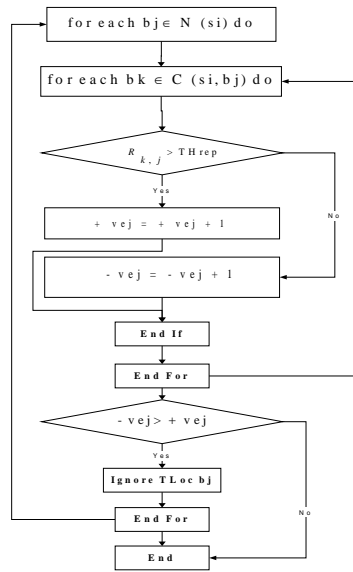 for each bj ∈ N (si) do
for each bk ∈ C (si, bj) do
R k, j > THrep
Yes
No
+ vej = + vej + 1
- vej = - vej + 1
End If
End For
- vej> + vej
Yes
No
Ignore TLoc bj
End For
End